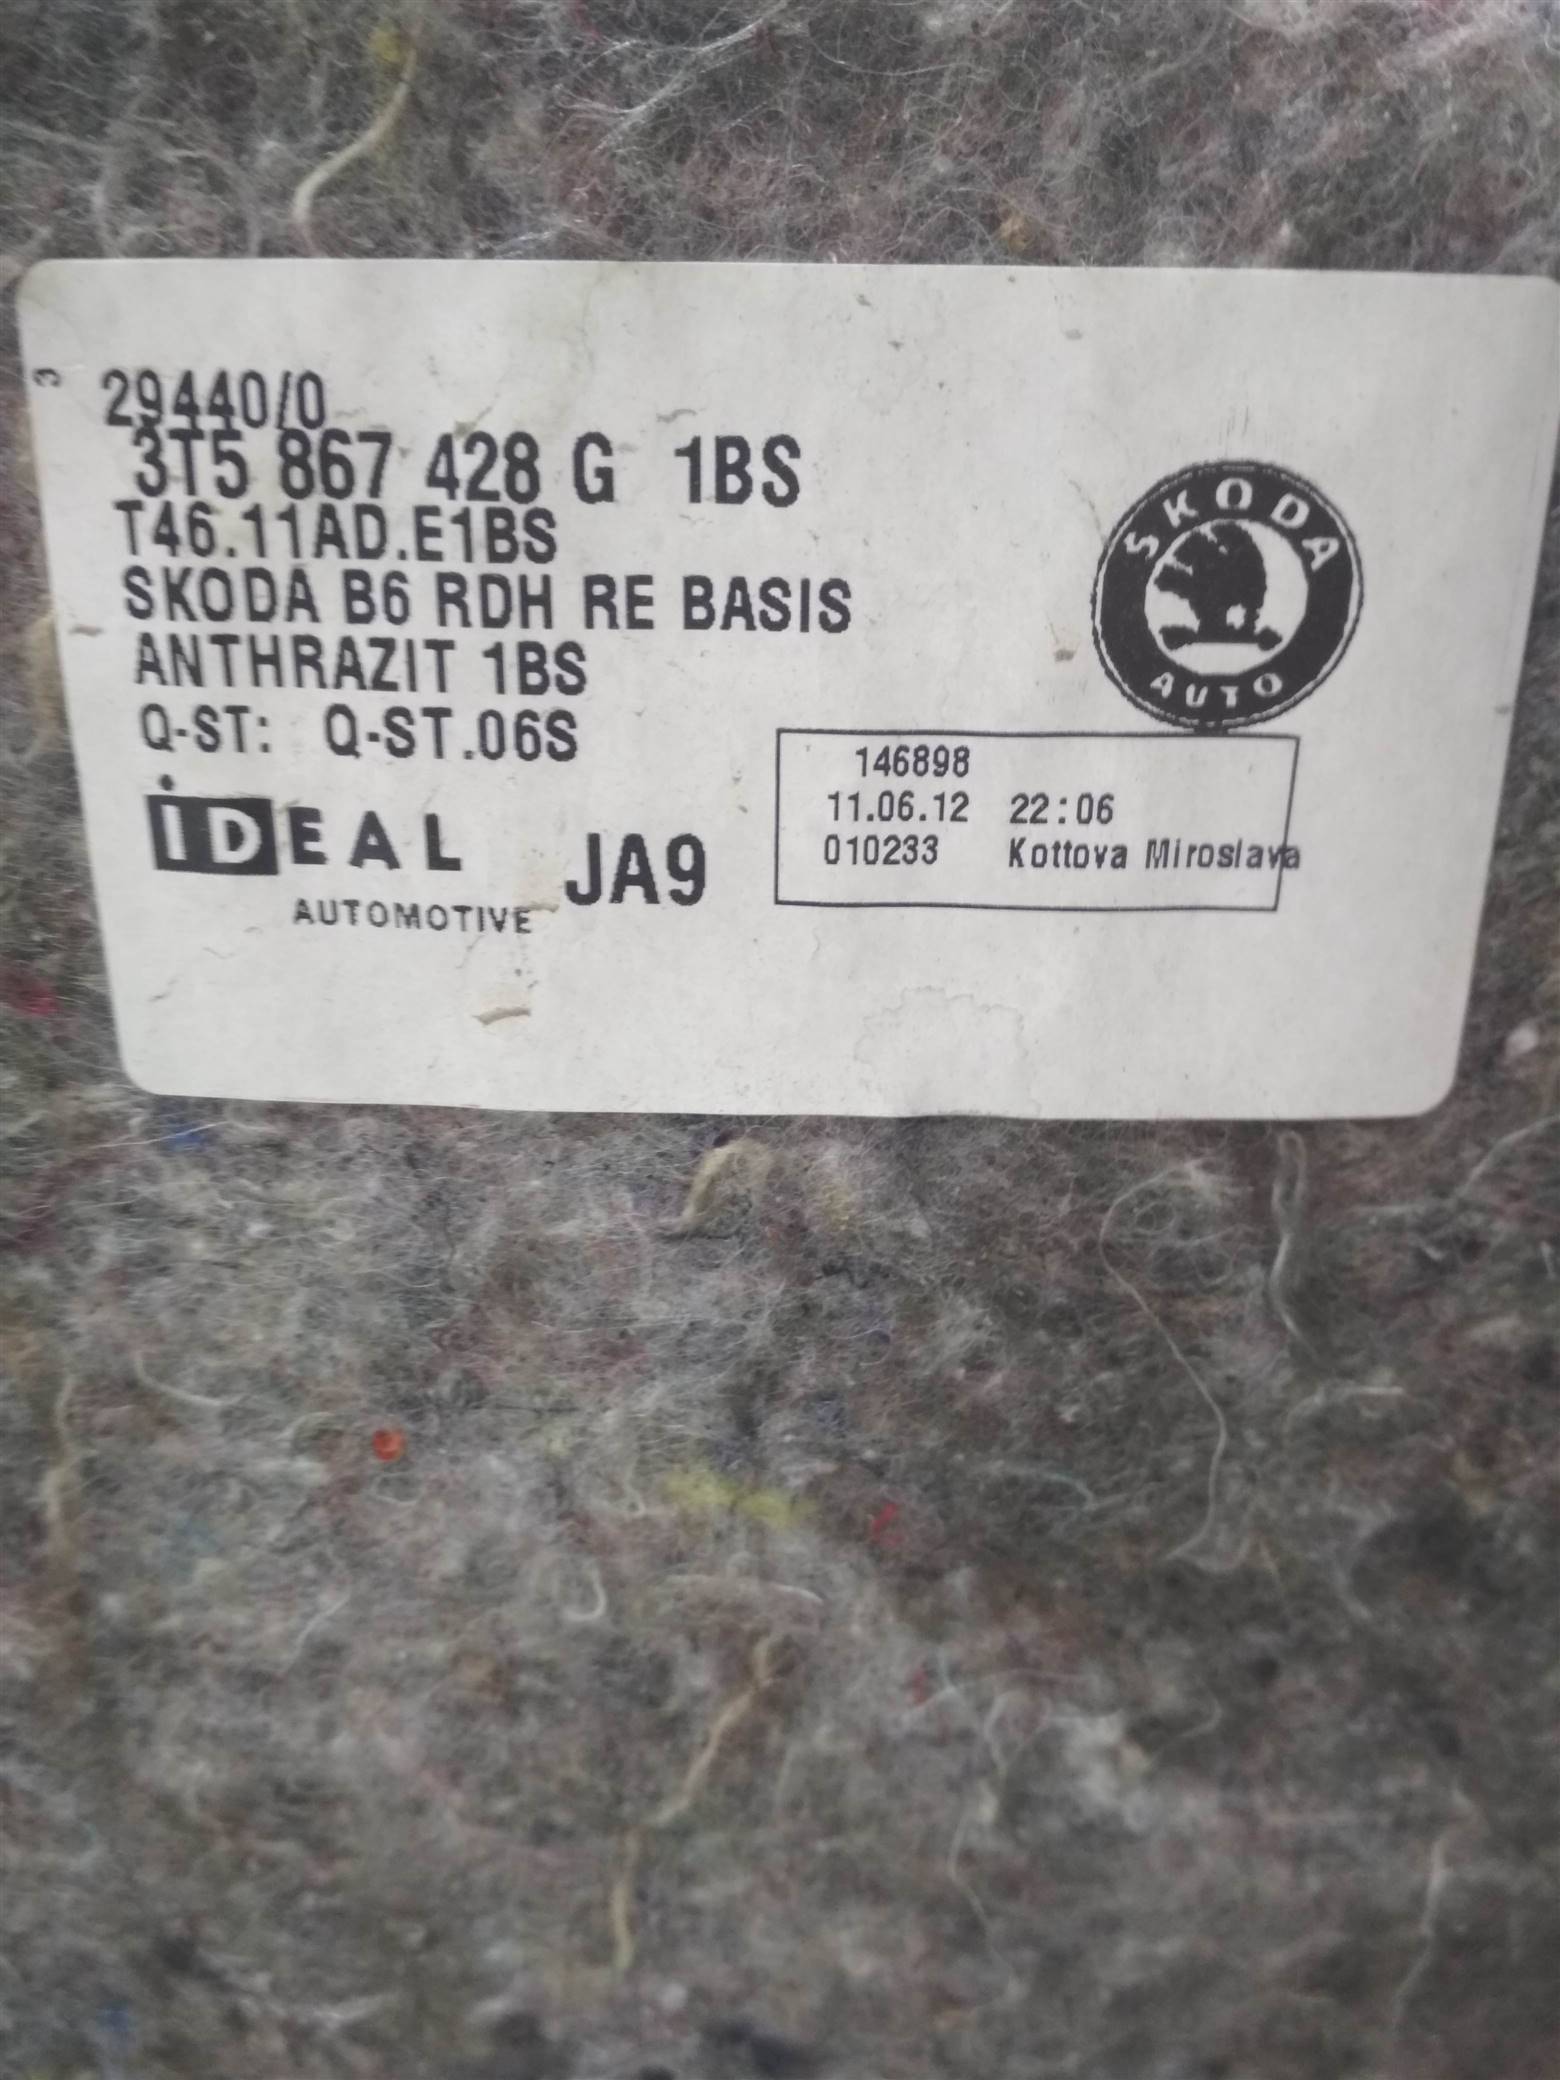 3
29440/0
3T5 867 428 G 1BS
T46.11AD.E1BS
SKODA B6 RDH RE BASIS
ANTHRAZIT 1BS
Q-ST: Q-ST.06S
SKODA
AUTO
146898
11.06.12 22:06
010233 Kottova Miroslava
iDEAL
AUTOMOTIVE
JA9